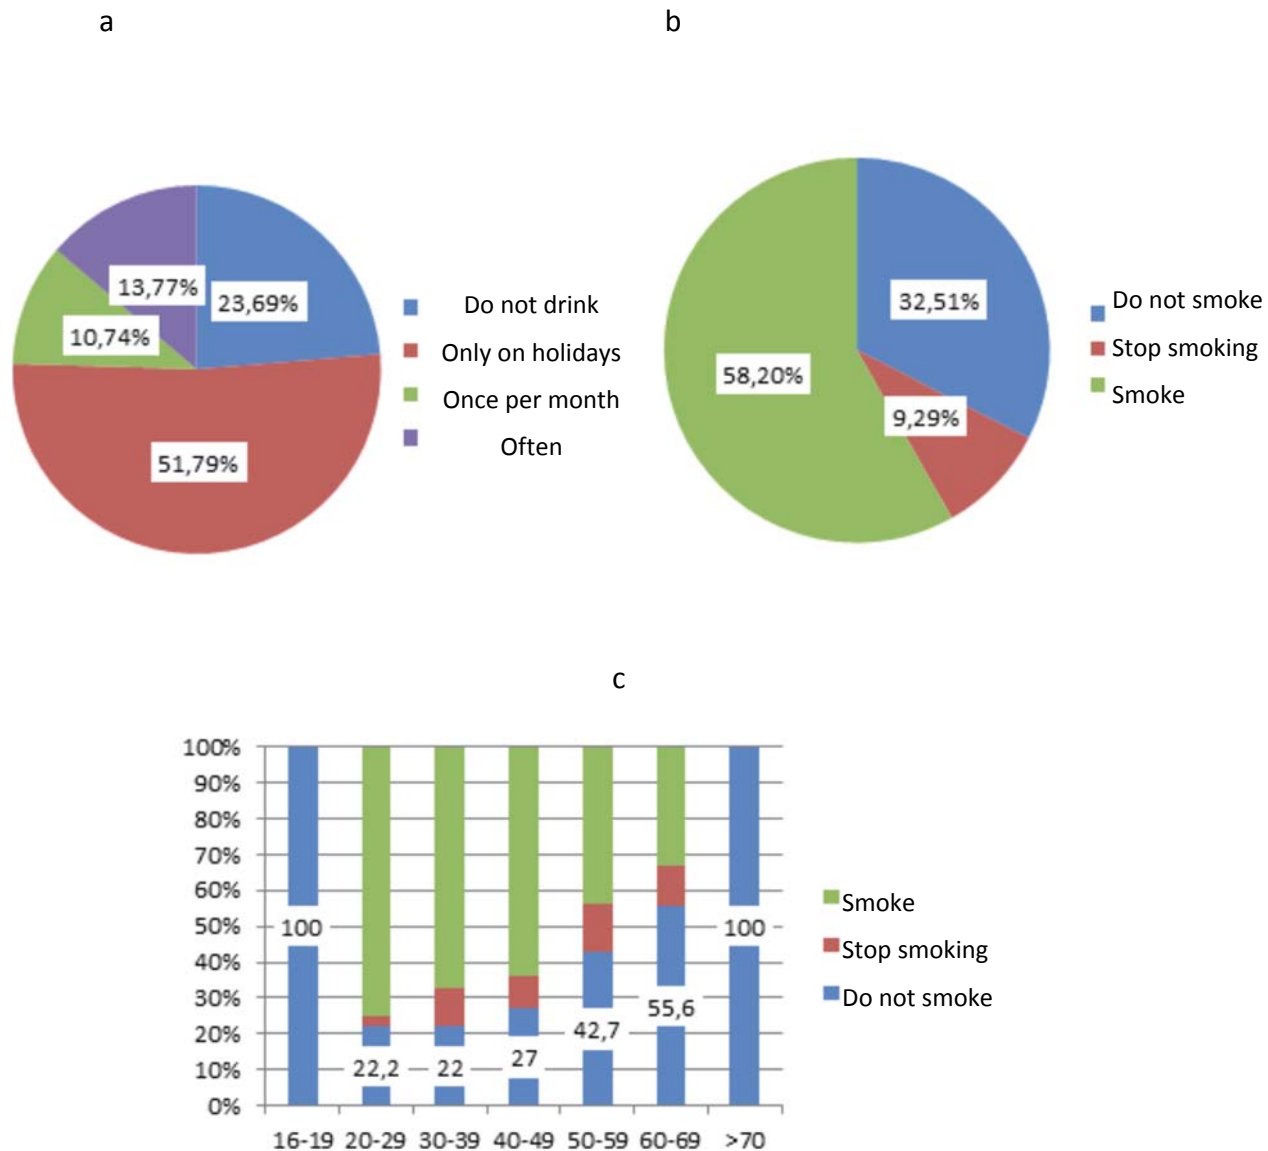 a
b
13,77%
23,69%
10,74%
51,79%
Do not drink
Only on holidays
Once per month
Often
32,51%
58,20%
9,29%
Do not smoke
Stop smoking
Smoke
c
100%
90%
80%
70%
60%
50%
40%
30%
20%
10%
0%
100
22,2
22
27
42,7
55,6
100
16-19 20-29 30-39 40-49 50-59 60-69 >70
Smoke
Stop smoking
Do not smoke